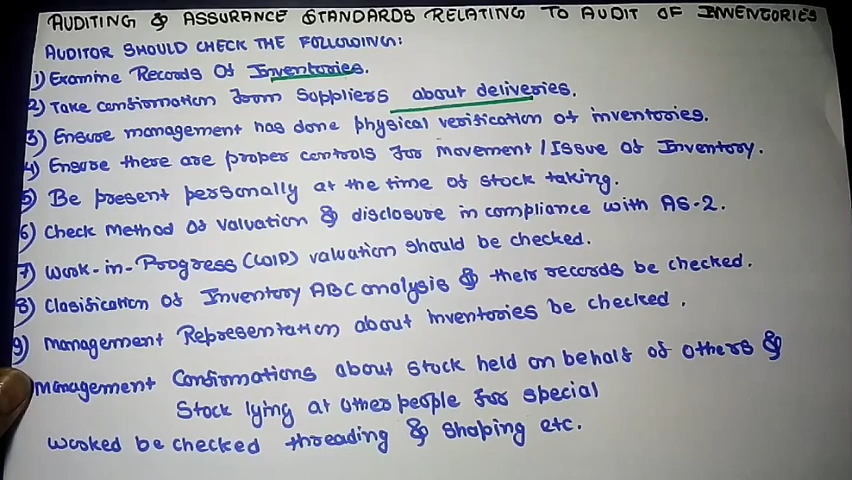 AUDITING & ASSURANCE STANDARDS RELATING TO AUDIT OF INVENTORIES
AUDITOR SHOULD CHECK THE FOLLOWING:
1) Examine Records Of Inventories.
2) Take confirmation from Suppliers about deliveries.
3) Ensure management has done physical verification of inventories.
4) Ensure there are proper controls for movement/Issue of Inventory.
5) Be present personally at the time of stock taking.
6) Check Method Of Valuation & disclosure in compliance with AS-2.
7) Work-in-Progress (WIP) valuation should be checked.
8) Clasification of Inventory ABC analysis & their records be checked.
9) Management Representation about inventories be checked.
management Confirmations about stock held on behalf of others &
Stock lying at other people for special
worked be checked threading & shaping etc.